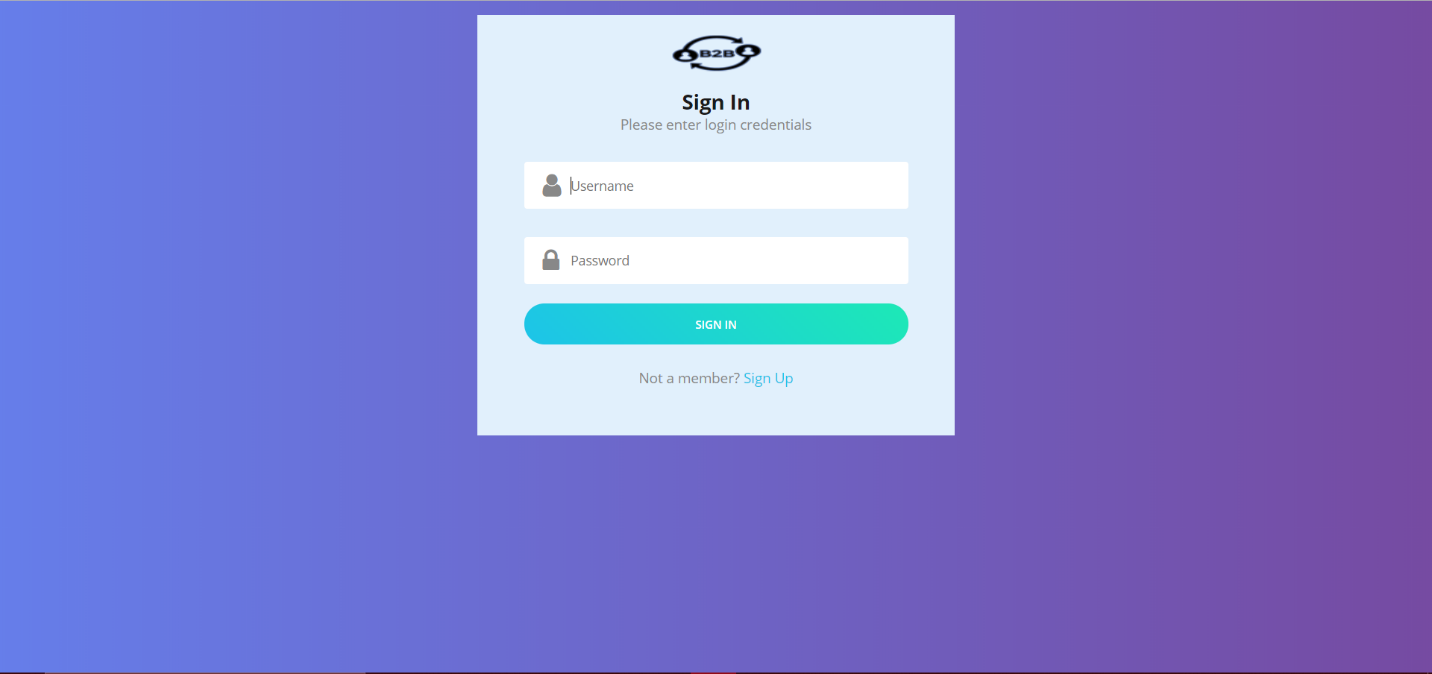 B2B
Sign In
Please enter login credentials
Username
Password
SIGN IN
Not a member? Sign Up